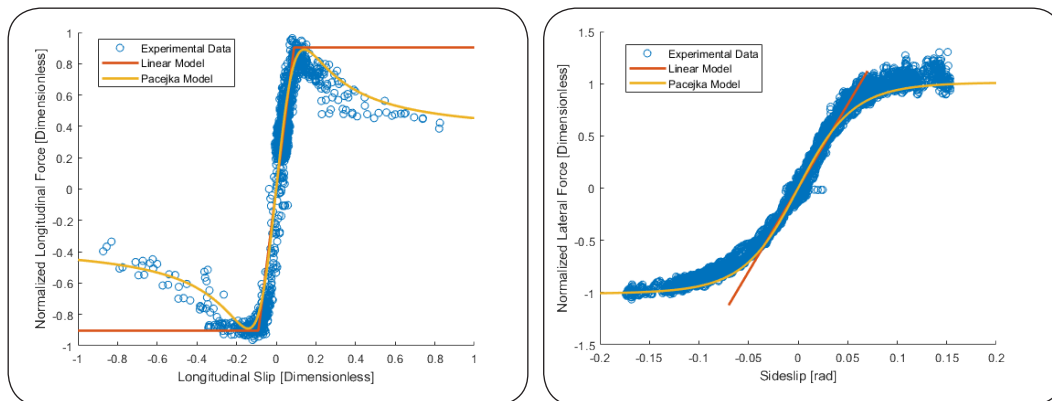 Normalized Longitudinal Force [Dimensionless]
1
0.8
0.6
0.4
0.2
0
-0.2
-0.4
-0.6
-0.8
-1
Experimental Data
Linear Model
Pacejka Model
-1 -0.8 -0.6 -0.4 -0.2 0 0.2 0.4 0.6 0.8 1
Longitudinal Slip [Dimensionless]
Normalized Lateral Force [Dimensionless]
1.5
1
0.5
0
-0.5
-1
-1.5
Experimental Data
Linear Model
Pacejka Model
-0.2 -0.15 -0.1 -0.05 0 0.05 0.1 0.15 0.2
Sideslip [rad]